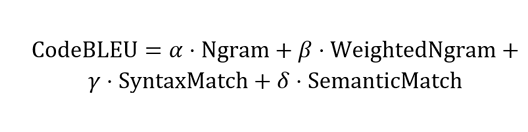 CodeBLEU = α · Ngram + β · WeightedNgram +
γ · SyntaxMatch + δ · SemanticMatch